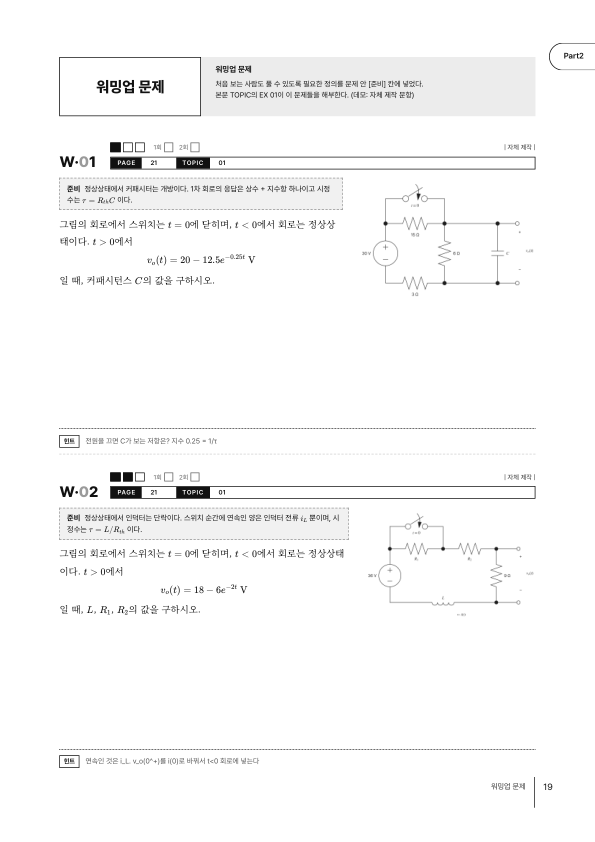 Part2
워밍업 문제
워밍업 문제
처음 보는 사람도 풀 수 있도록 필요한 정의를 문제 안 [준비] 칸에 넣었다.
본문 TOPIC의 EX 01이 이 문제들을 해부한다. (데모: 자체 제작 문항)
1회 2회 | 자체 제작 |
W·01 PAGE 21 TOPIC 01
준비 정상상태에서 커패시터는 개방이다. 1차 회로의 응답은 상수 + 지수항 하나이고 시정
수는 τ = R_{th}C 이다.
그림의 회로에서 스위치는 t = 0에 닫히며, t < 0에서 회로는 정상상
태이다. t > 0에서
v_o(t) = 20 − 12.5e^{−0.25t} V
일 때, 커패시턴스 C의 값을 구하시오.
t = 0
10 Ω
30 V
6 Ω
C
v_o(t)
3 Ω
힌트 전원을 끄면 C가 보는 저항은? 지수 0.25 = 1/τ
1회 2회 | 자체 제작 |
W·02 PAGE 21 TOPIC 01
준비 정상상태에서 인덕터는 단락이다. 스위치 순간에 연속인 양은 인덕터 전류 i_L 뿐이며, 시
정수는 τ = L/R_{th} 이다.
그림의 회로에서 스위치는 t = 0에 닫히며, t < 0에서 회로는 정상상태
이다. t > 0에서
v_o(t) = 18 − 6e^{−2t} V
일 때, L, R_1, R_2의 값을 구하시오.
t = 0
R₁
R₂
36 V
v_o(t)
L
힌트 연속인 것은 i_L. v_o(0^+)를 i(0)로 바꿔서 t<0 회로에 넣는다
워밍업 문제 19